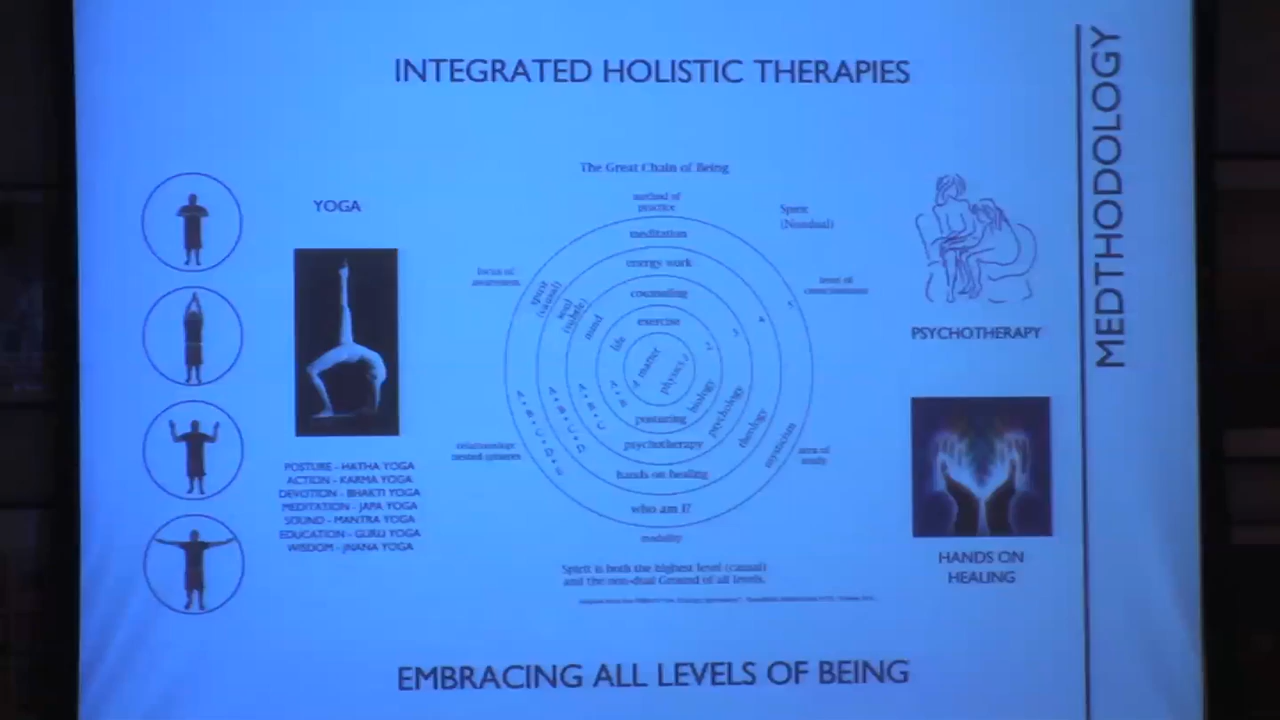 INTEGRATED HOLISTIC THERAPIES
MEDTHODOLOGY
YOGA
POSTURE - HATHA YOGA
ACTION - KARMA YOGA
DEVOTION - BHAKTI YOGA
MEDITATION - JAPA YOGA
SOUND - MANTRA YOGA
EDUCATION - GURU YOGA
WISDOM - JNANA YOGA
The Great Chain of Being
method of
practice
Spirit
(Nondual)
focus of
awareness
level of
consciousness
meditation
energy work
counseling
exercise
spirit
(causal)
soul
(subtle)
mind
life
matter
physics
biology
psychology
theology
mysticism
posturing
psychotherapy
hands on healing
who am I?
relationship:
nested spheres
area of
study
modality
Spirit is both the highest level (causal)
and the non-dual Ground of all levels.
PSYCHOTHERAPY
HANDS ON
HEALING
EMBRACING ALL LEVELS OF BEING